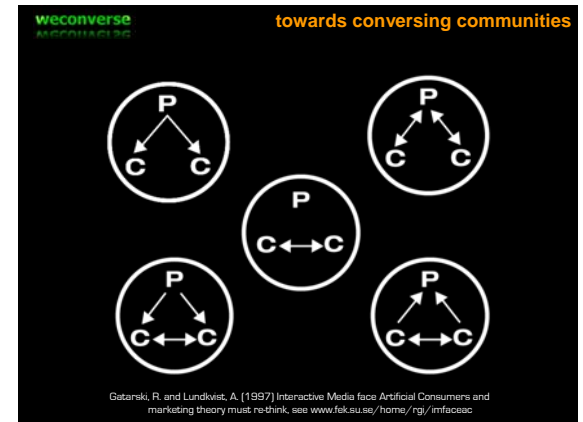 weconverse
towards conversing communities
P
C C
P
C C
P
C C
P
C C
P
C C
Gatarski, R. and Lundkvist, A. (1997) Interactive Media face Artificial Consumers and
marketing theory must re-think, see www.fek.su.se/home/rgi/imfaceac